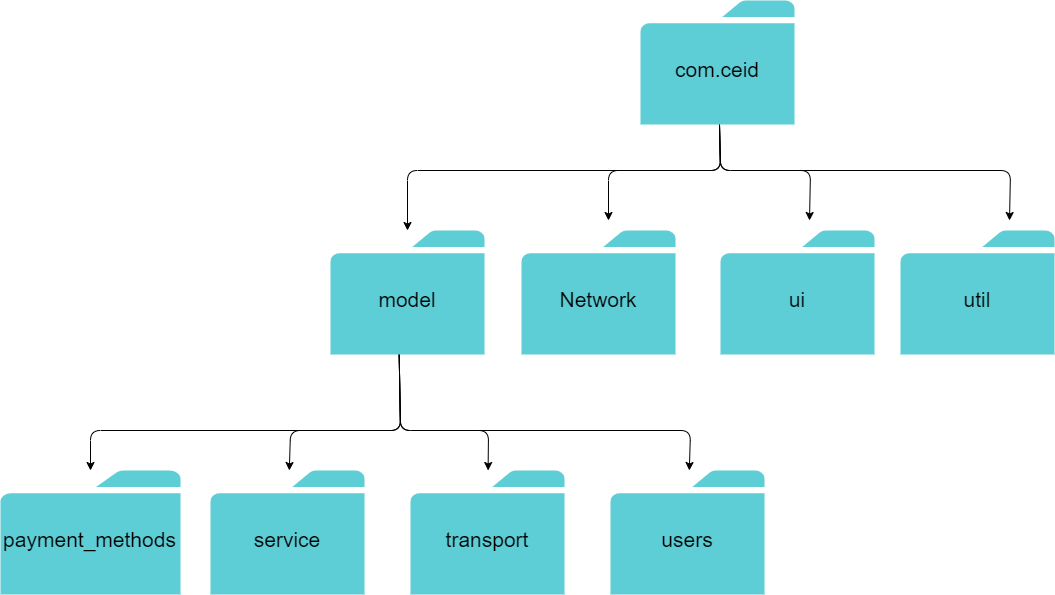 com.ceid
model
Network
ui
util
payment_methods
service
transport
users